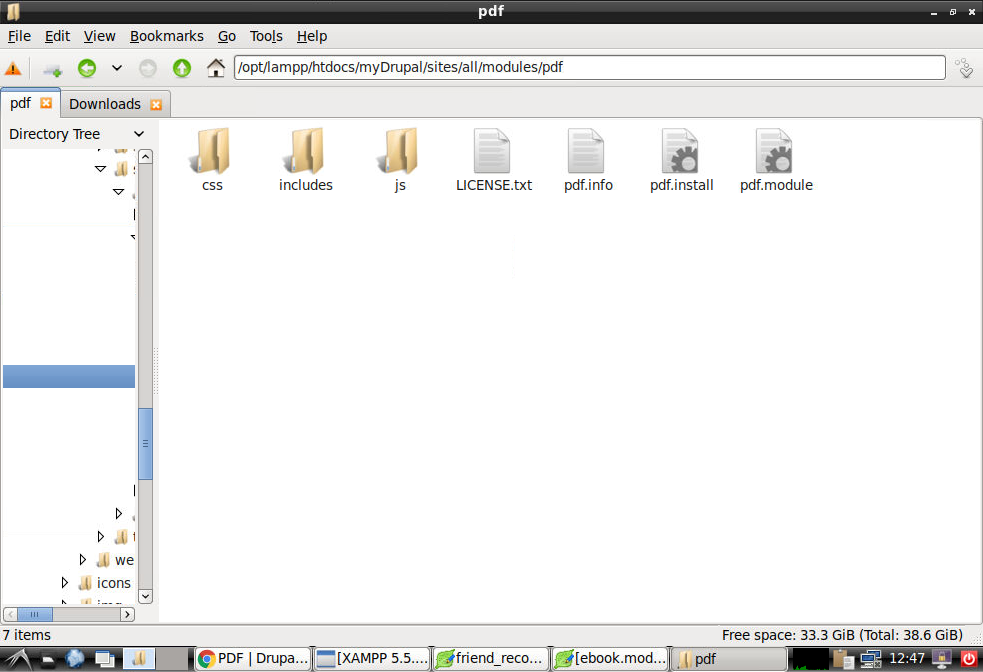 pdf
File Edit View Bookmarks Go Tools Help
/opt/lampp/htdocs/myDrupal/sites/all/modules/pdf
pdf Downloads
Directory Tree
css includes js LICENSE.txt pdf.info pdf.install pdf.module
we
icons
7 items Free space: 33.3 GiB (Total: 38.6 GiB)
PDF | Drupa... [XAMPP 5.5.... friend_reco... [ebook.mod... pdf 12:47